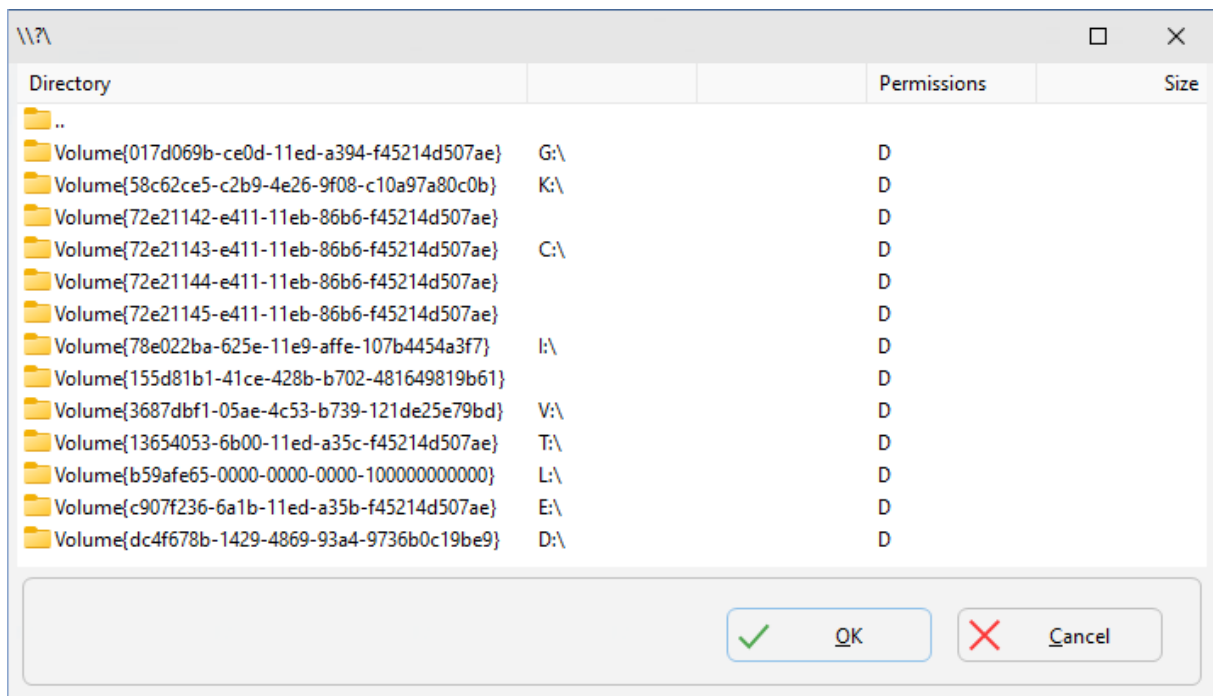 \\?\
Directory Permissions Size
..
Volume{017d069b-ce0d-11ed-a394-f45214d507ae} G:\ D
Volume{58c62ce5-c2b9-4e26-9f08-c10a97a80c0b} K:\ D
Volume{72e21142-e411-11eb-86b6-f45214d507ae} D
Volume{72e21143-e411-11eb-86b6-f45214d507ae} C:\ D
Volume{72e21144-e411-11eb-86b6-f45214d507ae} D
Volume{72e21145-e411-11eb-86b6-f45214d507ae} D
Volume{78e022ba-625e-11e9-affe-107b4454a3f7} I:\ D
Volume{155d81b1-41ce-428b-b702-481649819b61} D
Volume{3687dbf1-05ae-4c53-b739-121de25e79bd} V:\ D
Volume{13654053-6b00-11ed-a35c-f45214d507ae} T:\ D
Volume{b59afe65-0000-0000-0000-100000000000} L:\ D
Volume{c907f236-6a1b-11ed-a35b-f45214d507ae} E:\ D
Volume{dc4f678b-1429-4869-93a4-9736b0c19be9} D:\ D
OK Cancel